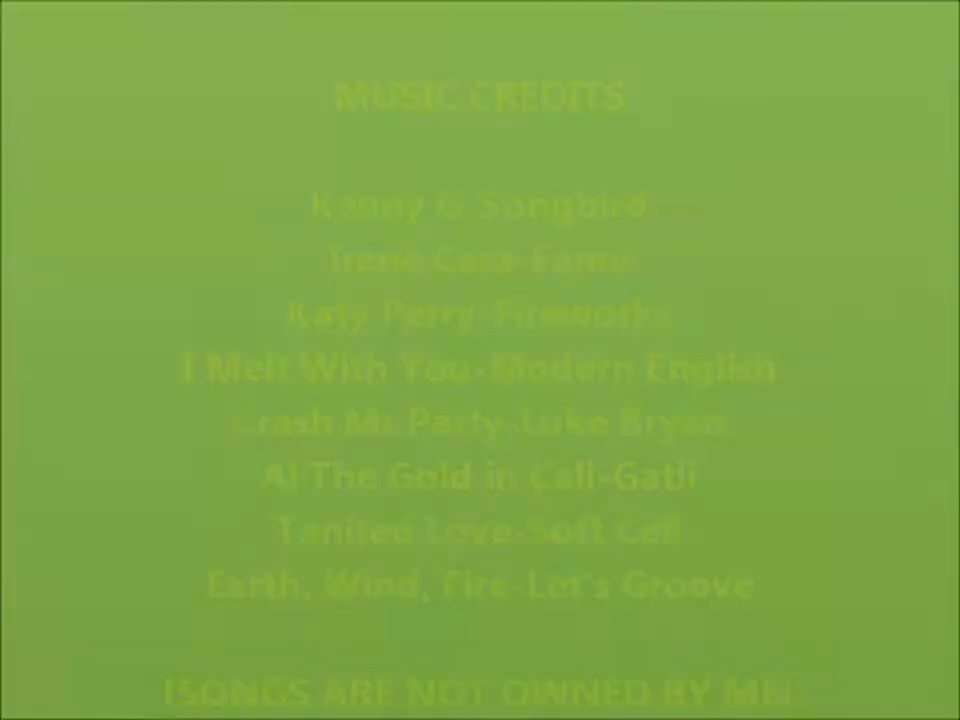 MUSIC CREDITS
Kenny G Songbird
Irene Cara-Fame
Katy Perry-Fireworks
I Melt With You-Modern English
Crash My Party-Luke Bryan
Al The Gold in Cali-Gatli
Tanited Love-Soft Cell
Earth, Wind, Fire-Let's Groove
!SONGS ARE NOT OWNED BY ME!